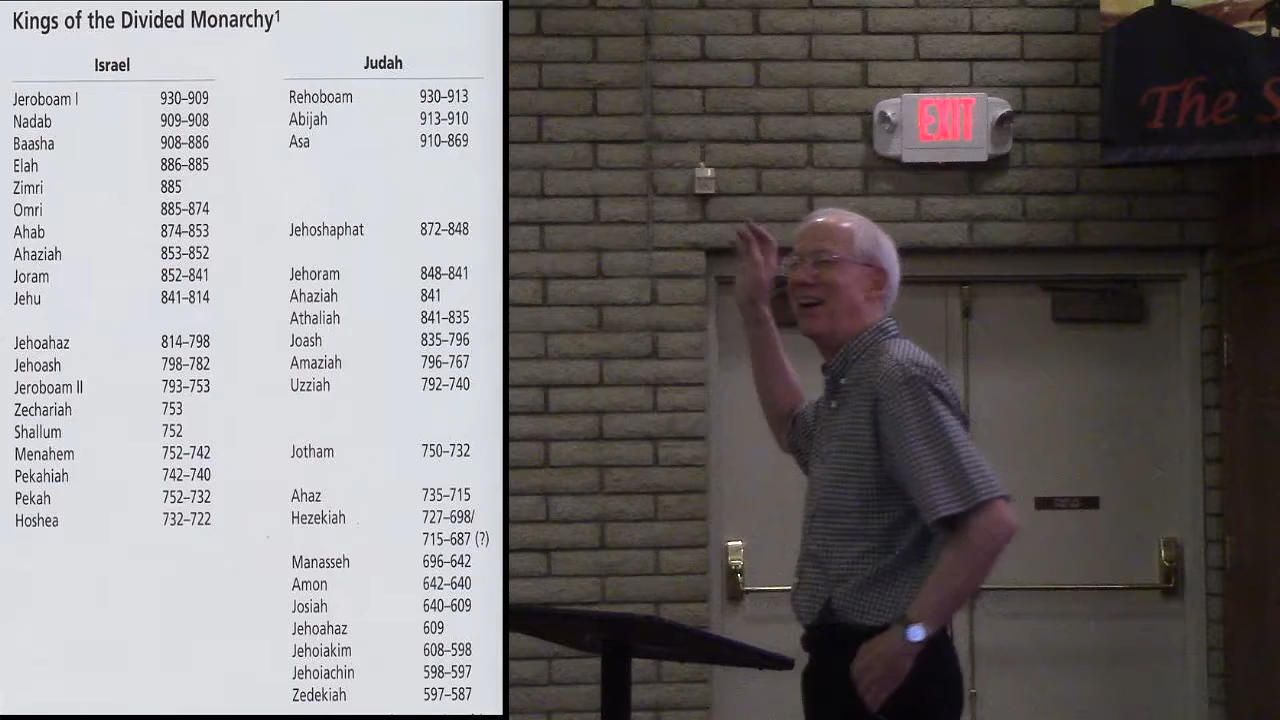 Kings of the Divided Monarchy¹
Israel
Jeroboam I 930–909
Nadab 909–908
Baasha 908–886
Elah 886–885
Zimri 885
Omri 885–874
Ahab 874–853
Ahaziah 853–852
Joram 852–841
Jehu 841–814
Jehoahaz 814–798
Jehoash 798–782
Jeroboam II 793–753
Zechariah 753
Shallum 752
Menahem 752–742
Pekahiah 742–740
Pekah 752–732
Hoshea 732–722
Judah
Rehoboam 930–913
Abijah 913–910
Asa 910–869
Jehoshaphat 872–848
Jehoram 848–841
Ahaziah 841
Athaliah 841–835
Joash 835–796
Amaziah 796–767
Uzziah 792–740
Jotham 750–732
Ahaz 735–715
Hezekiah 727–698/
715–687 (?)
Manasseh 696–642
Amon 642–640
Josiah 640–609
Jehoahaz 609
Jehoiakim 608–598
Jehoiachin 598–597
Zedekiah 597–587
EXIT
The S